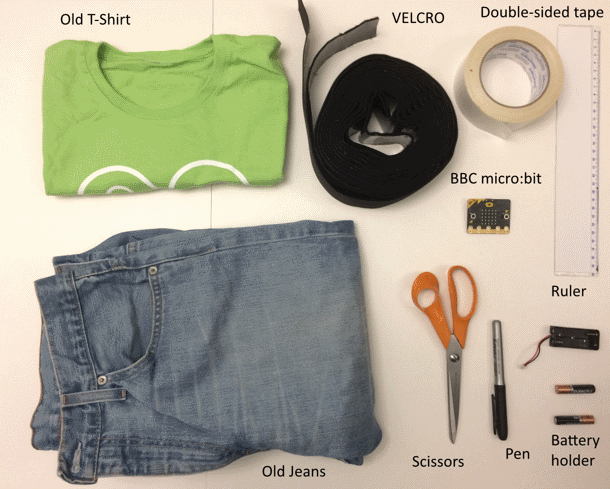 Old T-Shirt
VELCRO
Double-sided tape
BBC micro:bit
Ruler
Scissors
Pen
Battery
holder
Old Jeans